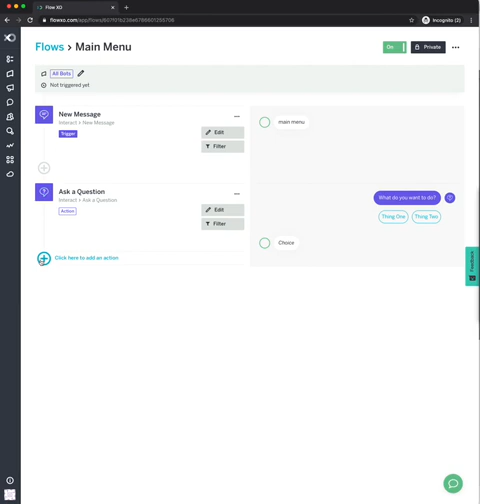 Flow XO
flowxo.com/app/flows/607f01b238e6786601255706
Incognito (2)
XO
Flows > Main Menu
On
Private
All Bots
Not triggered yet
New Message
Interact > New Message
Trigger
Edit
Filter
main menu
Ask a Question
Interact > Ask a Question
Action
Edit
Filter
What do you want to do?
Thing One
Thing Two
Choice
Click here to add an action
Feedback